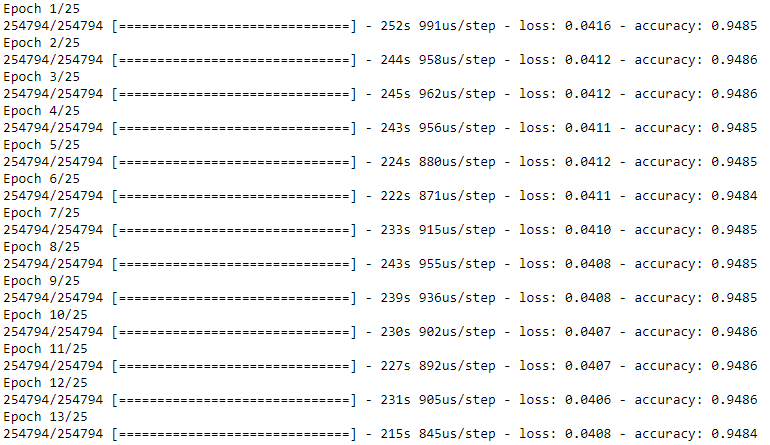 Epoch 1/25
254794/254794 [==============================] - 252s 991us/step - loss: 0.0416 - accuracy: 0.9485
Epoch 2/25
254794/254794 [==============================] - 244s 958us/step - loss: 0.0412 - accuracy: 0.9486
Epoch 3/25
254794/254794 [==============================] - 245s 962us/step - loss: 0.0412 - accuracy: 0.9486
Epoch 4/25
254794/254794 [==============================] - 243s 956us/step - loss: 0.0411 - accuracy: 0.9485
Epoch 5/25
254794/254794 [==============================] - 224s 880us/step - loss: 0.0412 - accuracy: 0.9485
Epoch 6/25
254794/254794 [==============================] - 222s 871us/step - loss: 0.0411 - accuracy: 0.9484
Epoch 7/25
254794/254794 [==============================] - 233s 915us/step - loss: 0.0410 - accuracy: 0.9485
Epoch 8/25
254794/254794 [==============================] - 243s 955us/step - loss: 0.0408 - accuracy: 0.9485
Epoch 9/25
254794/254794 [==============================] - 239s 936us/step - loss: 0.0408 - accuracy: 0.9485
Epoch 10/25
254794/254794 [==============================] - 230s 902us/step - loss: 0.0407 - accuracy: 0.9486
Epoch 11/25
254794/254794 [==============================] - 227s 892us/step - loss: 0.0407 - accuracy: 0.9486
Epoch 12/25
254794/254794 [==============================] - 231s 905us/step - loss: 0.0406 - accuracy: 0.9486
Epoch 13/25
254794/254794 [==============================] - 215s 845us/step - loss: 0.0408 - accuracy: 0.9484